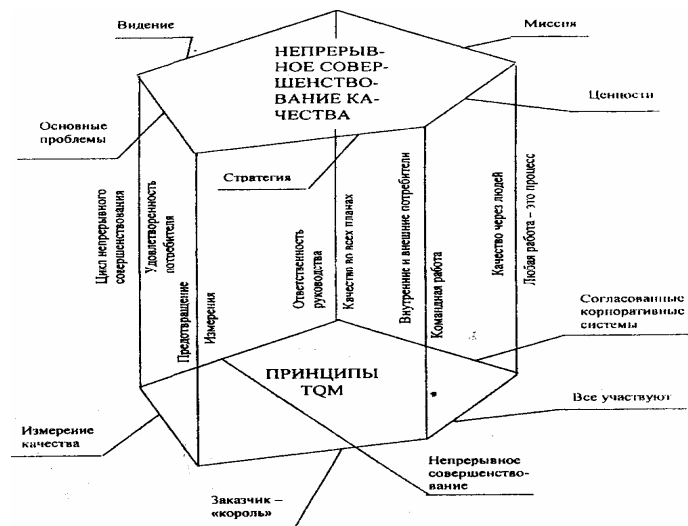 Видение
Миссия
НЕПРЕРЫВ-
НОЕ СОВЕР-
ШЕНСТВО-
ВАНИЕ КА-
ЧЕСТВА
Ценности
Основные
проблемы
Стратегия
Цикл непрерывного
совершенствования
Удовлетворенность
потребителя
Предотвращение
Измерения
Ответственность
руководства
Качество во всех планах
Внутренние и внешние потребители
Командная работа
Качество через людей
Любая работа – это процесс
Согласованные
корпоративные
системы
ПРИНЦИПЫ
TQM
Все участвуют
Измерение
качества
Непрерывное
совершенство-
вание
Заказчик –
«король»